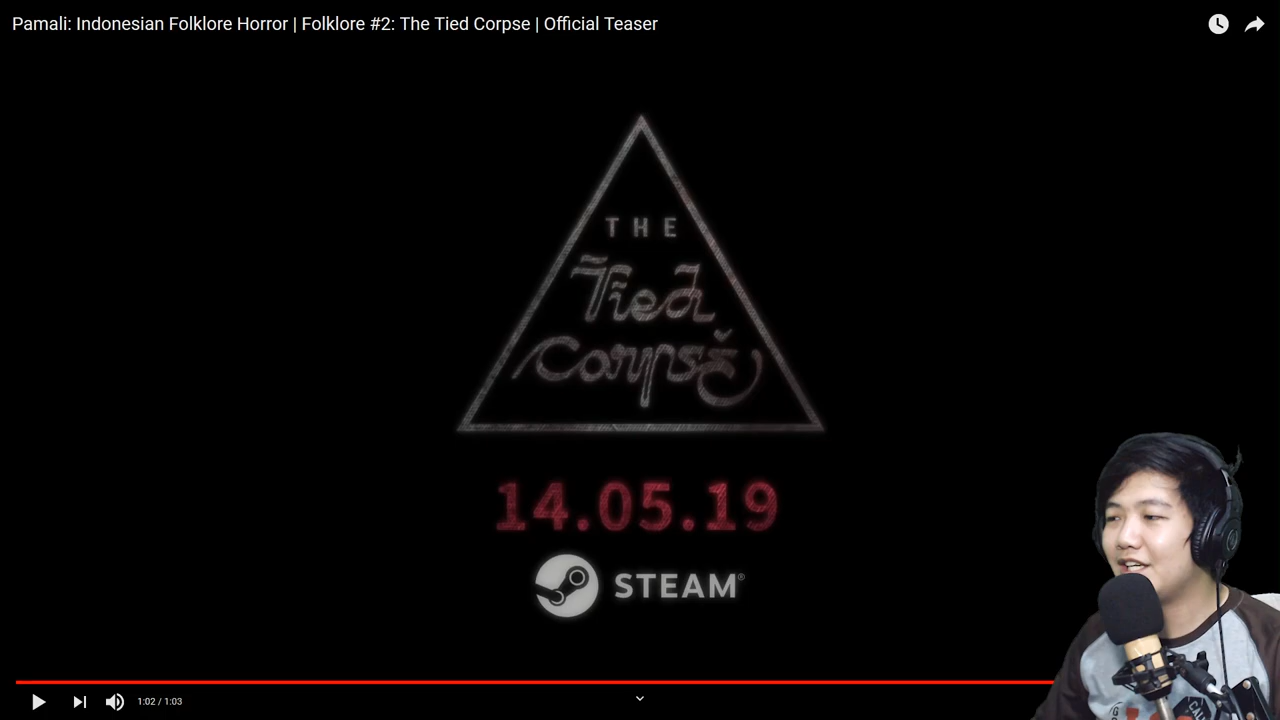 Pamali: Indonesian Folklore Horror | Folklore #2: The Tied Corpse | Official Teaser
THE
Tied
Corpse
14.05.19
STEAM®
1:02 / 1:03